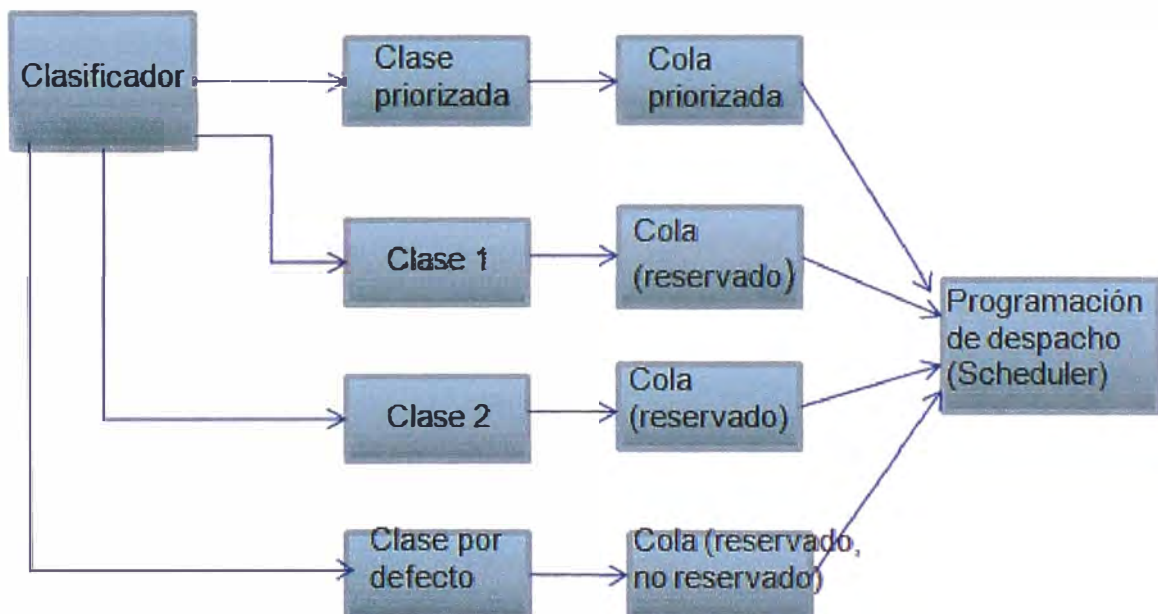 Clasificador
Clase
priorizada
Cola
priorizada
Clase 1
Cola
(reservado)
Programación
de despacho
(Scheduler)
Clase 2
Cola
(reservado)
Clase por
defecto
Cola (reservado,
no reservado)